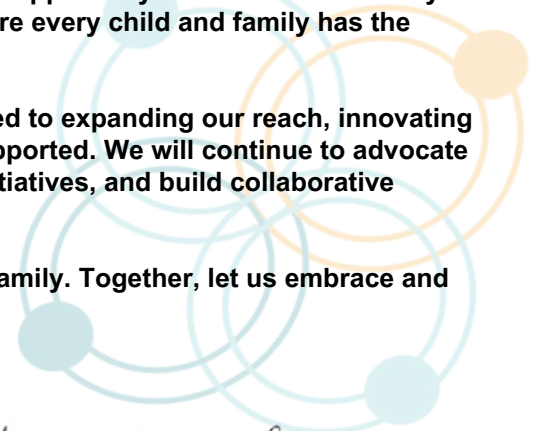 re every child and family has the
ed to expanding our reach, innovating
pported. We will continue to advocate
tiatives, and build collaborative
amily. Together, let us embrace and